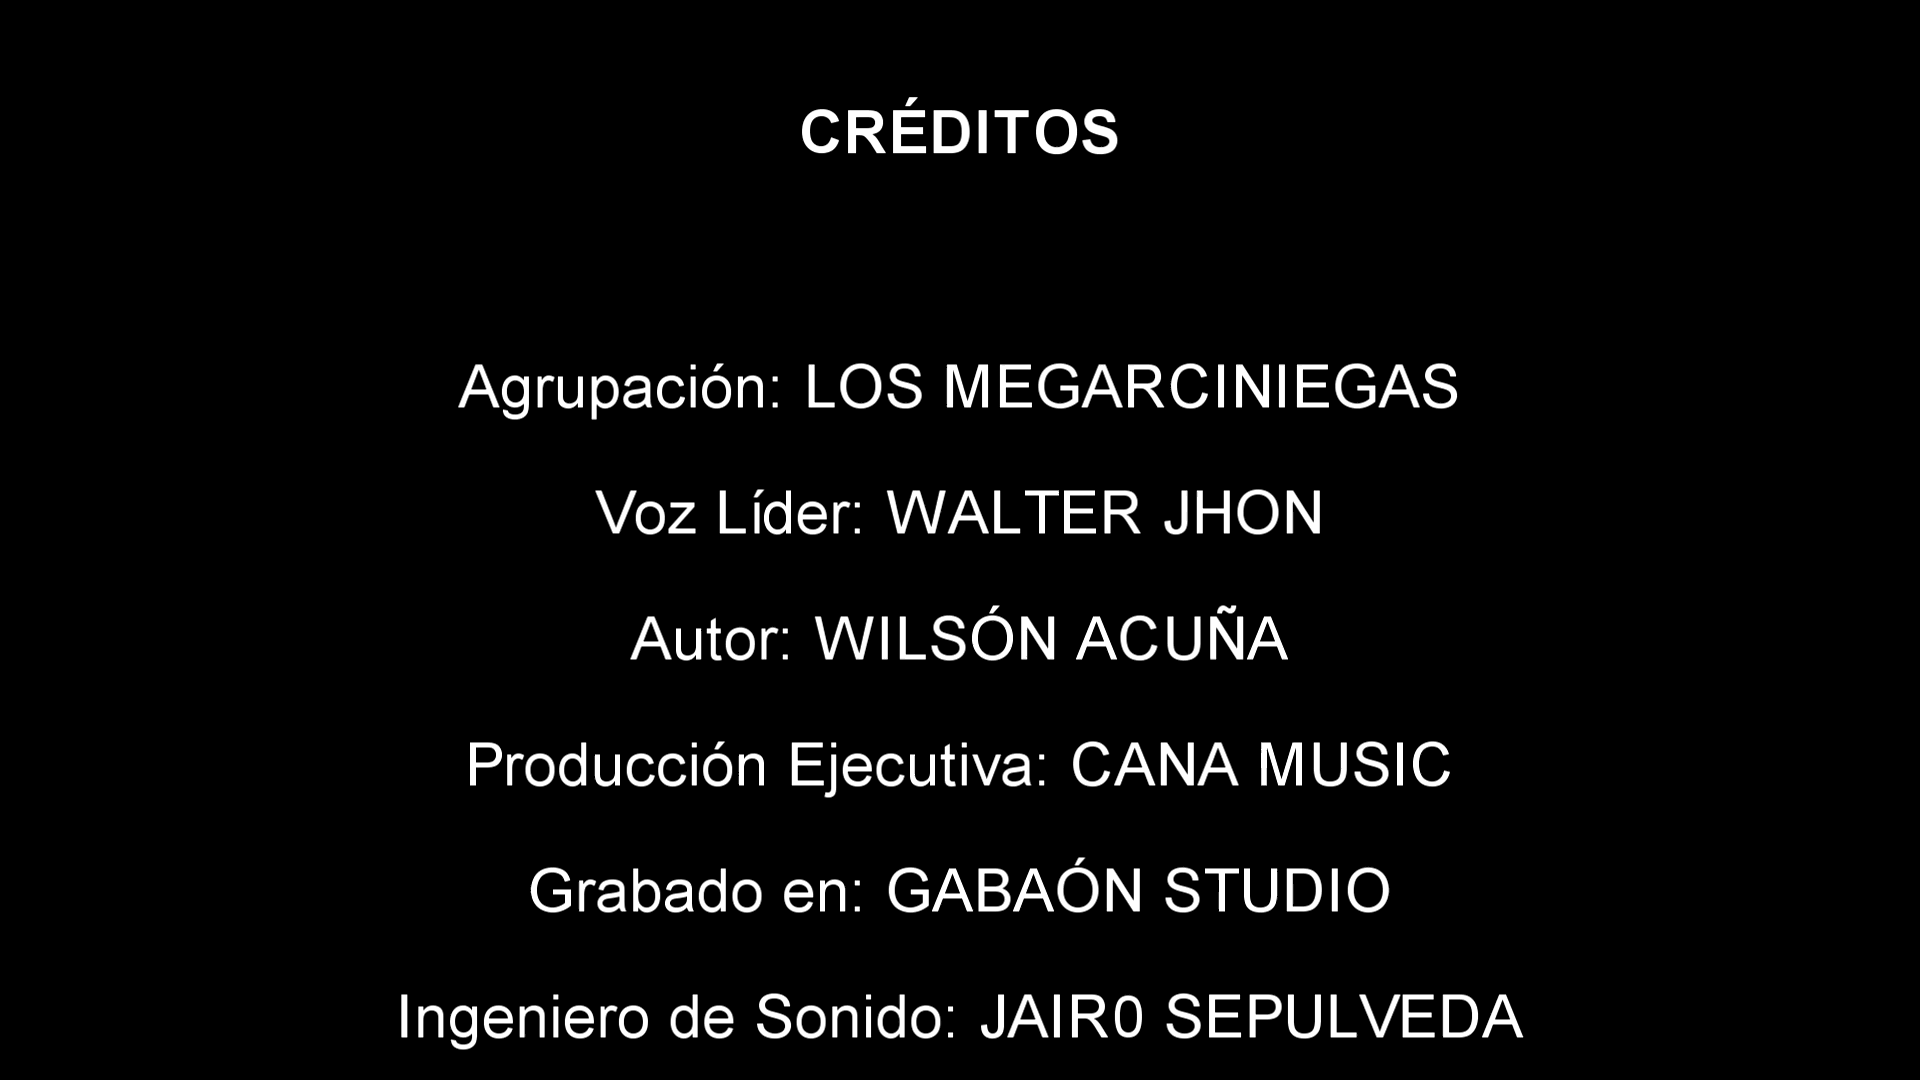 CRÉDITOS
Agrupación: LOS MEGARCINIEGAS
Voz Líder: WALTER JHON
Autor: WILSÓN ACUÑA
Producción Ejecutiva: CANA MUSIC
Grabado en: GABAÓN STUDIO
Ingeniero de Sonido: JAIR0 SEPULVEDA